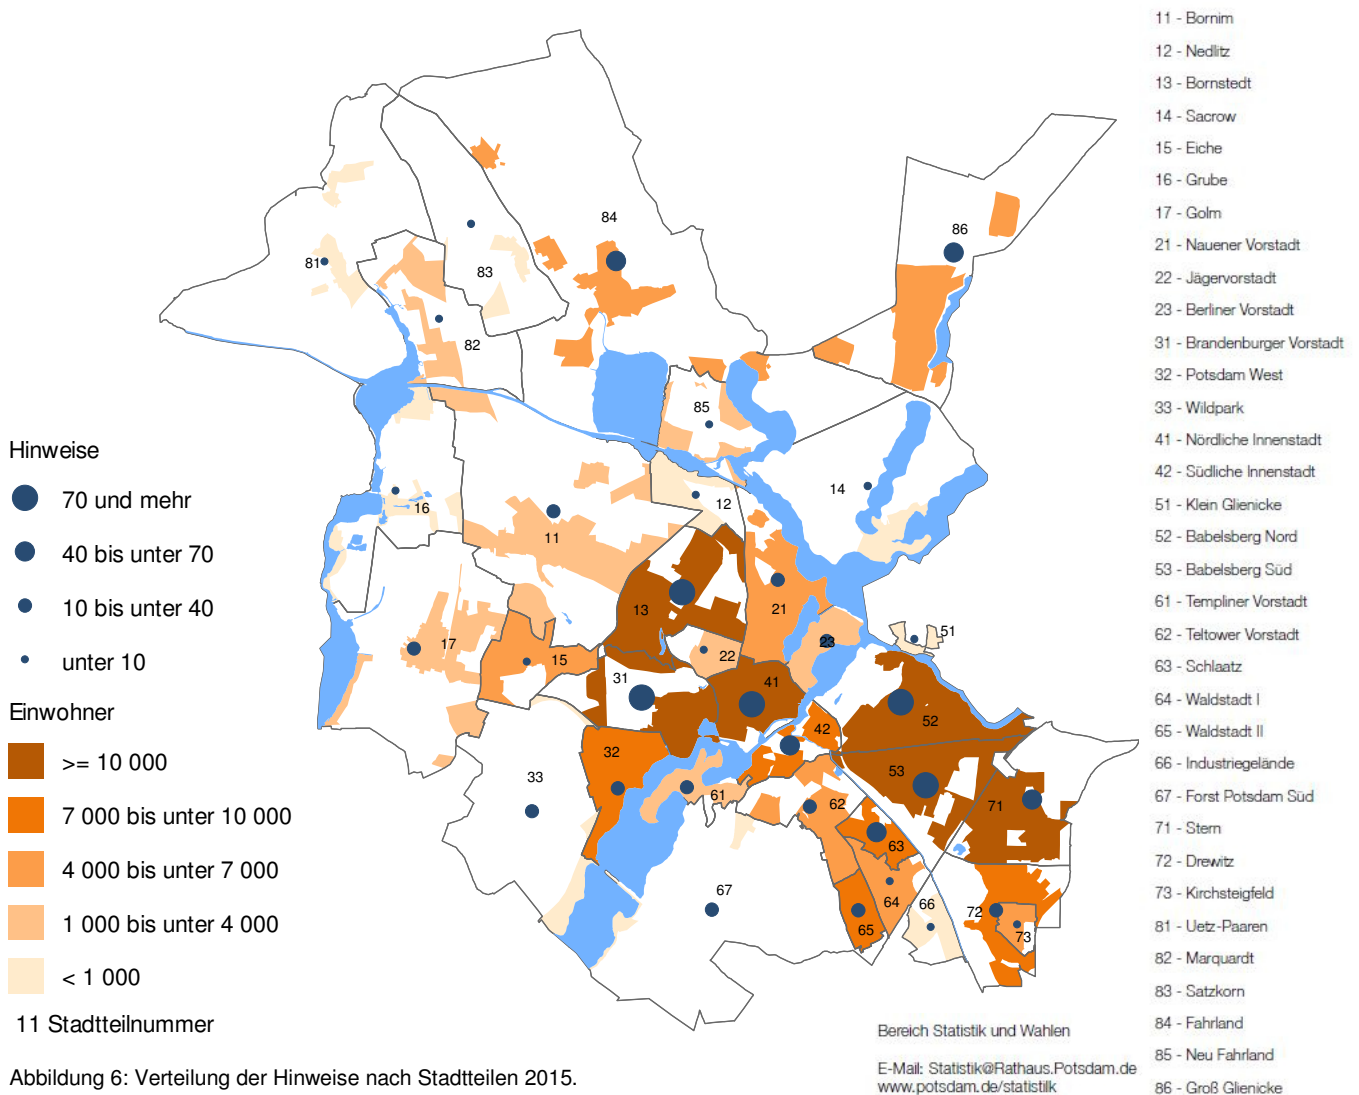 11 - Bornim
12 - Nedlitz
13 - Bornstedt
14 - Sacrow
15 - Eiche
16 - Grube
17 - Golm
21 - Nauener Vorstadt
22 - Jägervorstadt
23 - Berliner Vorstadt
31 - Brandenburger Vorstadt
32 - Potsdam West
33 - Wildpark
41 - Nördliche Innenstadt
42 - Südliche Innenstadt
51 - Klein Glienicke
52 - Babelsberg Nord
53 - Babelsberg Süd
61 - Templiner Vorstadt
62 - Teltower Vorstadt
63 - Schlaatz
64 - Waldstadt I
65 - Waldstadt II
66 - Industriegelände
67 - Forst Potsdam Süd
71 - Stern
72 - Drewitz
73 - Kirchsteigfeld
81 - Uetz-Paaren
82 - Marquardt
83 - Satzkorn
84 - Fahrland
85 - Neu Fahrland
86 - Groß Glienicke
84
86
81
83
82
85
14
16
12
11
13
21
23
51
17
15
22
31
41
42
52
32
33
53
61
62
71
63
67
64
66
65
72
73
Hinweise
70 und mehr
40 bis unter 70
10 bis unter 40
unter 10
Einwohner
>= 10 000
7 000 bis unter 10 000
4 000 bis unter 7 000
1 000 bis unter 4 000
< 1 000
11 Stadtteilnummer
Abbildung 6: Verteilung der Hinweise nach Stadtteilen 2015.
Bereich Statistik und Wahlen
E-Mail: Statistik@Rathaus.Potsdam.de
www.potsdam.de/statistilk